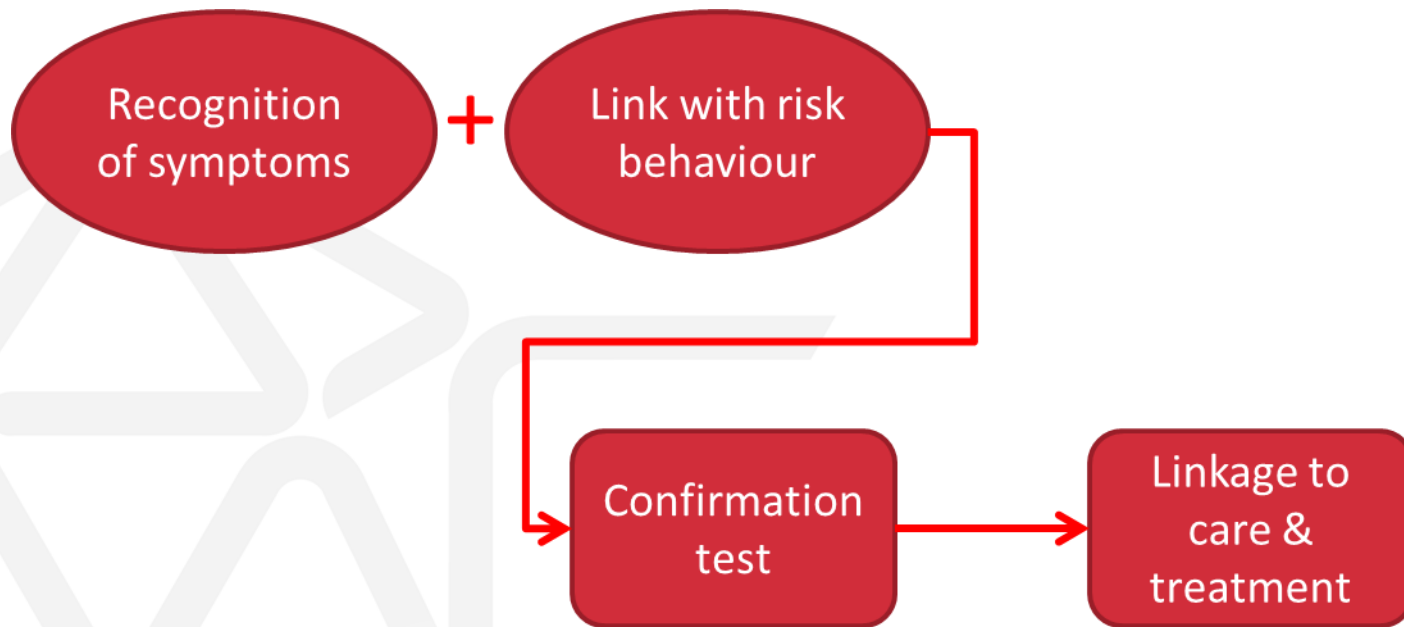 Recognition
of symptoms
+
Link with risk
behaviour
Confirmation
test
Linkage to
care &
treatment